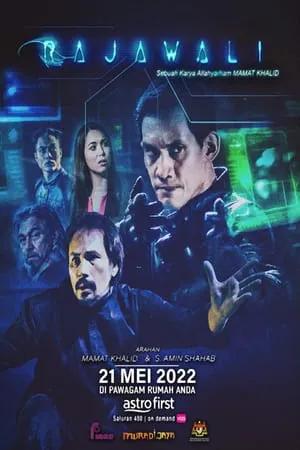 RAJAWALI
Sebuah Karya Allahyarham MAMAT KHALID
ARAHAN
MAMAT KHALID & S. AMIN SHAHAB
21 MEI 2022
DI PAWAGAM RUMAH ANDA
astro first
Saluran 480 | on demand